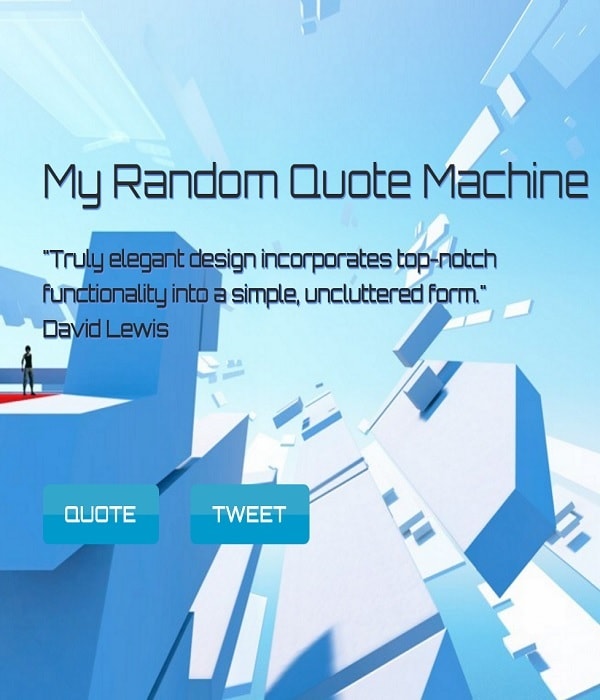 My Random Quote Machine
"Truly elegant design incorporates top-notch
functionality into a simple, uncluttered form."
David Lewis
QUOTE
TWEET